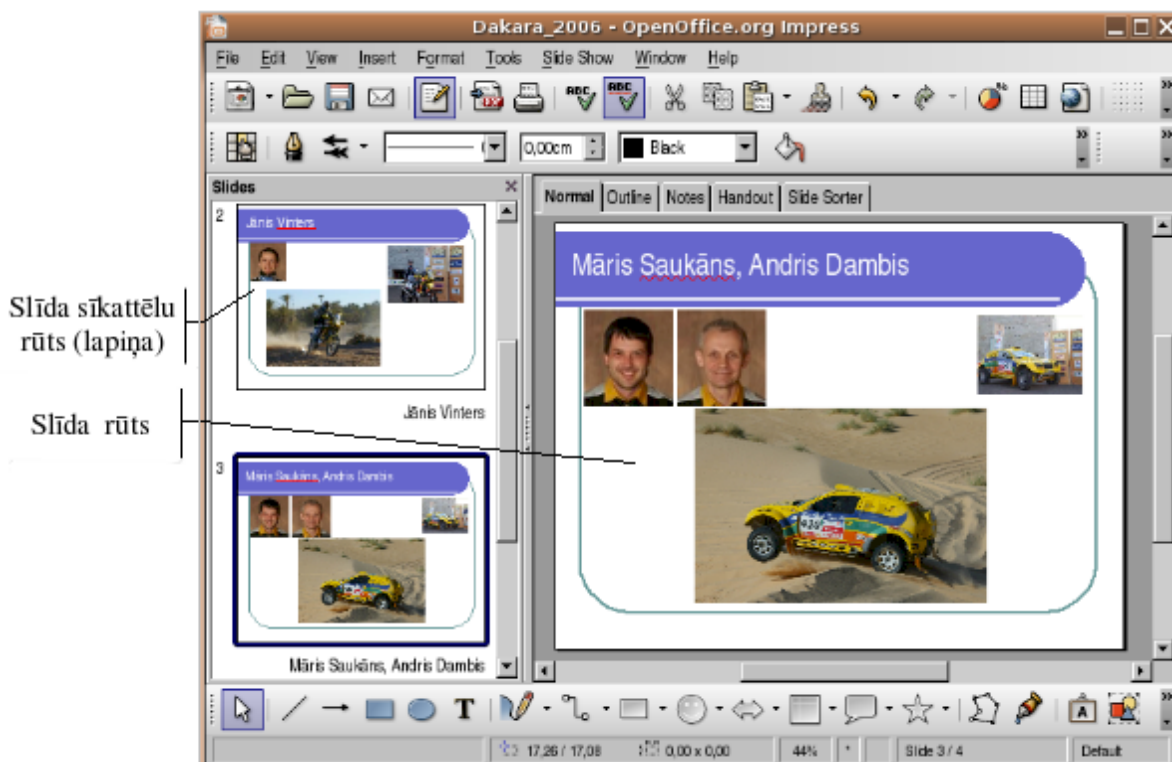 Dakara_2006 - OpenOffice.org Impress
File Edit View Insert Format Tools Slide Show Window Help
ABC ABC
0,00cm Black
Slides
Normal Outline Notes Handout Slide Sorter
2
Jānis Vinters
Jānis Vinters
3
Māris Saukāns, Andris Dambis
Māris Saukāns, Andris Dambis
Māris Saukāns, Andris Dambis
Slīda sīkattēlu
rūts (lapiņa)
Slīda rūts
T
A
17,26 / 17,08 0,00 x 0,00 44% * Slide 3 / 4 Default